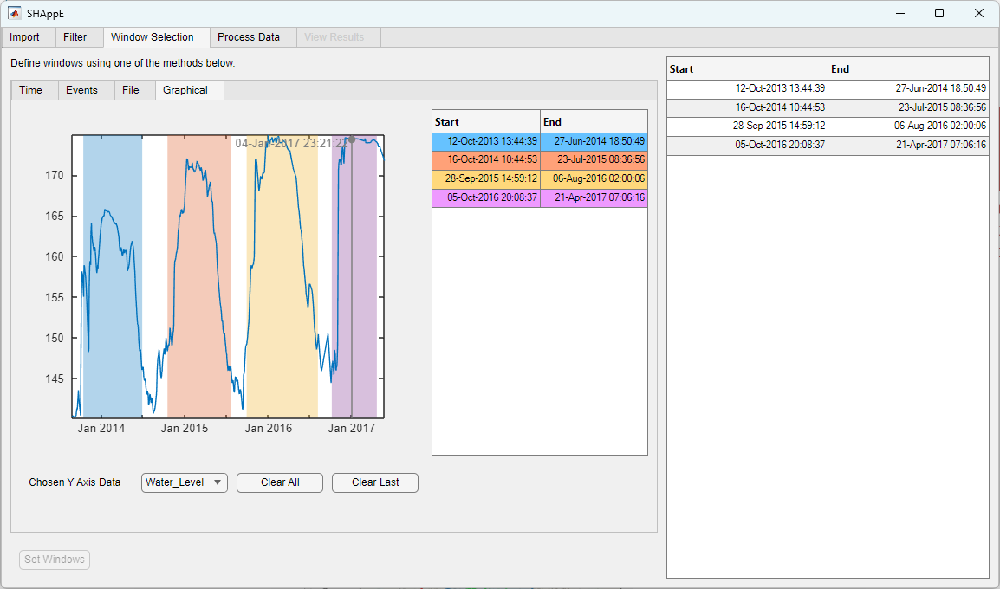 SHAppE
Import Filter Window Selection Process Data View Results
Define windows using one of the methods below.
Time Events File Graphical
Start End
12-Oct-2013 13:44:39 27-Jun-2014 18:50:49
16-Oct-2014 10:44:53 23-Jul-2015 08:36:56
28-Sep-2015 14:59:12 06-Aug-2016 02:00:06
05-Oct-2016 20:08:37 21-Apr-2017 07:06:16
04-Jan-2017 23:21:22
170
165
160
155
150
145
Jan 2014 Jan 2015 Jan 2016 Jan 2017
Start End
12-Oct-2013 13:44:39 27-Jun-2014 18:50:49
16-Oct-2014 10:44:53 23-Jul-2015 08:36:56
28-Sep-2015 14:59:12 06-Aug-2016 02:00:06
05-Oct-2016 20:08:37 21-Apr-2017 07:06:16
Chosen Y Axis Data Water_Level Clear All Clear Last
Set Windows